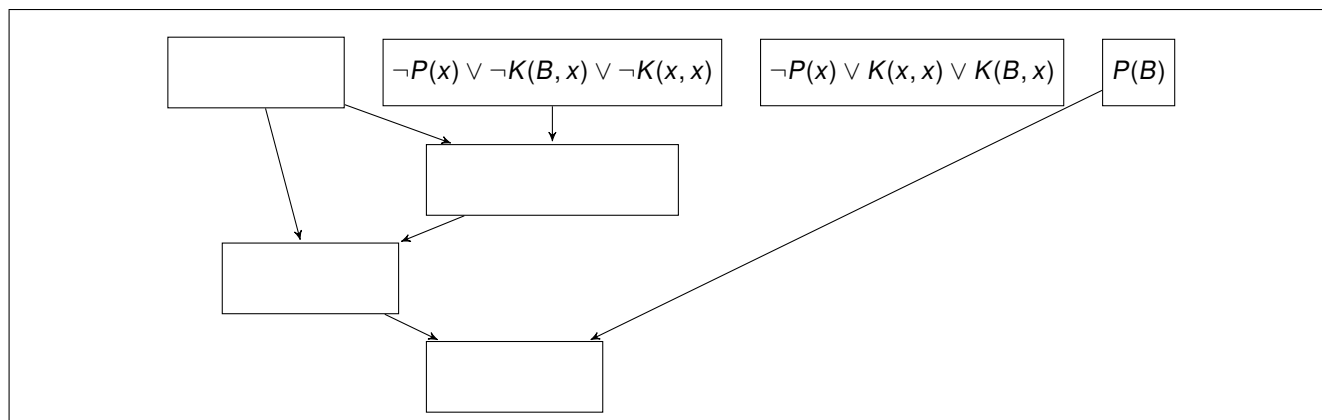 ¬P(x) ∨ ¬K(B, x) ∨ ¬K(x, x)
¬P(x) ∨ K(x, x) ∨ K(B, x)
P(B)